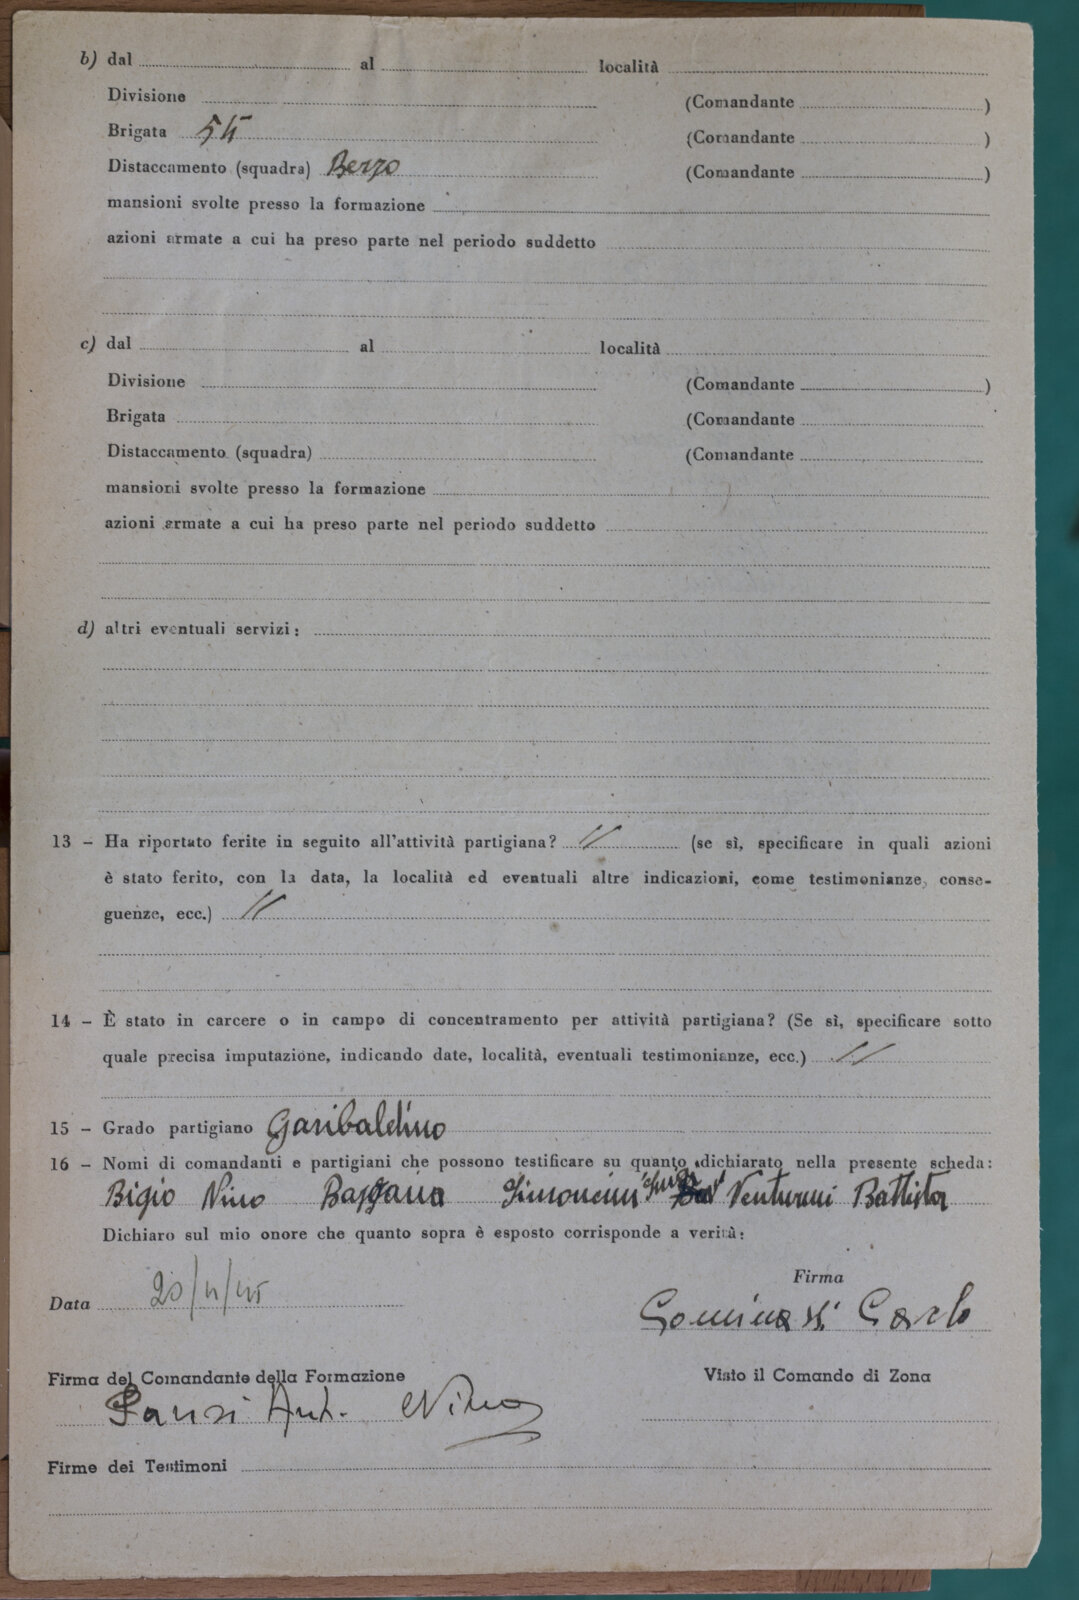 b) dal al località
Divisione (Comandante )
Brigata 54 (Comandante )
Distaccamento (squadra) Berzo (Comandante )
mansioni svolte presso la formazione
azioni armate a cui ha preso parte nel periodo suddetto
c) dal al località
Divisione (Comandante )
Brigata (Comandante
Distaccamento (squadra) (Comandante
mansioni svolte presso la formazione
azioni armate a cui ha preso parte nel periodo suddetto
d) altri eventuali servizi:
13 – Ha riportato ferite in seguito all'attività partigiana? // (se sì, specificare in quali azioni
è stato ferito, con la data, la località ed eventuali altre indicazioni, come testimonianze, conse-
guenze, ecc.) //
14 – È stato in carcere o in campo di concentramento per attività partigiana? (Se sì, specificare sotto
quale precisa imputazione, indicando date, località, eventuali testimonianze, ecc.) //
15 – Grado partigiano Garibaldino
16 – Nomi di comandanti e partigiani che possono testificare su quanto dichiarato nella presente scheda:
Bigio Nino Simoncini Venturini Battista
Dichiaro sul mio onore che quanto sopra è esposto corrisponde a verità:
Firma
Data
Carlo
Firma del Comandante della Formazione Visto il Comando di Zona
Ant. Nino
Firme dei Testimoni